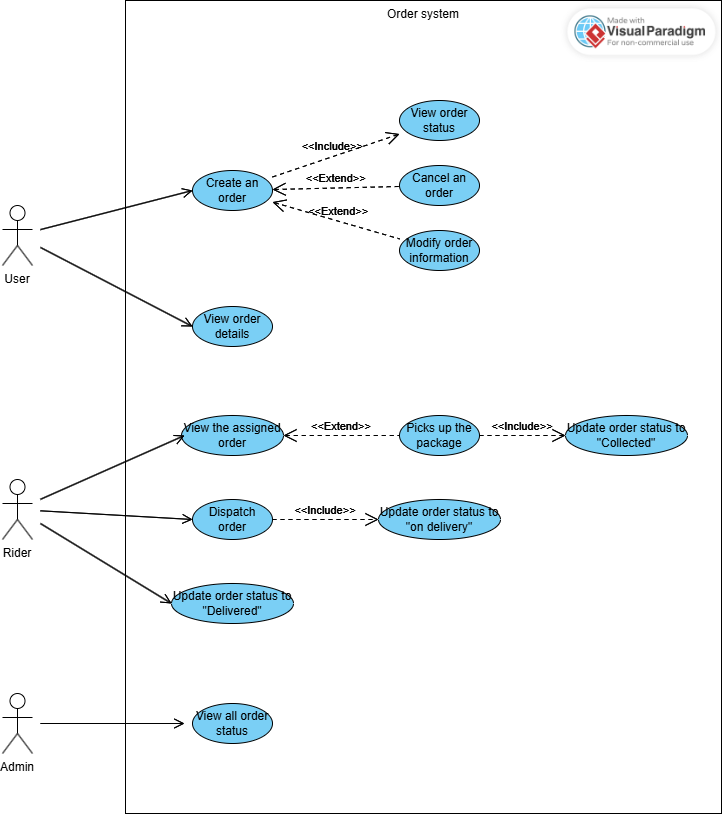 Order system
Made with
Visual Paradigm
For non-commercial use
View order
status
<<Include>>
Create an
order
<<Extend>>
Cancel an
order
<<Extend>>
Modify order
information
User
View order
details
View the assigned
order
<<Extend>>
Picks up the
package
<<Include>>
Update order status to
"Collected"
Rider
Dispatch
order
<<Include>>
Update order status to
"on delivery"
Update order status to
"Delivered"
Admin
View all order
status